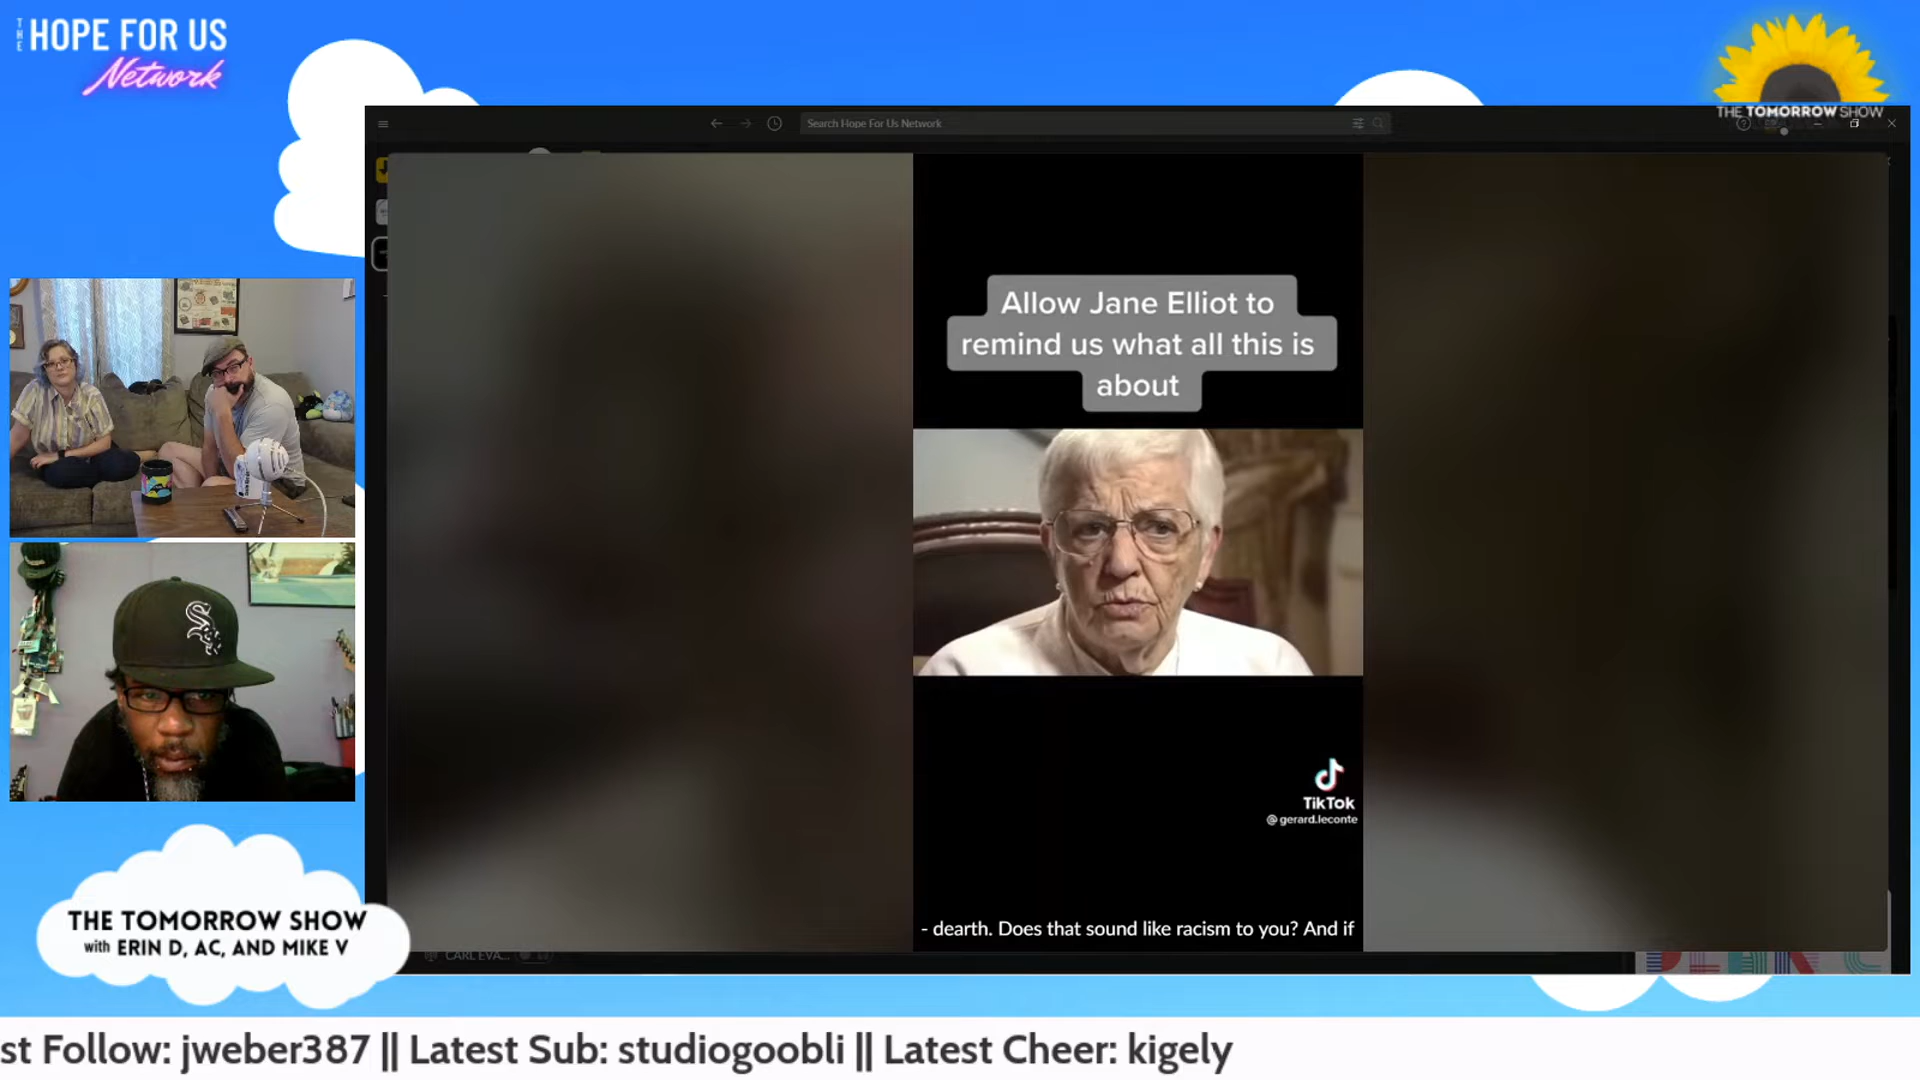 THE HOPE FOR US
Network
THE TOMORROW SHOW
Search Hope For Us Network
Allow Jane Elliot to
remind us what all this is
about
TikTok
@gerard.leconte
- dearth. Does that sound like racism to you? And if
THE TOMORROW SHOW
with ERIN D, AC, AND MIKE V
CARL EVA...
st Follow: jweber387 || Latest Sub: studiogoobli || Latest Cheer: kigely